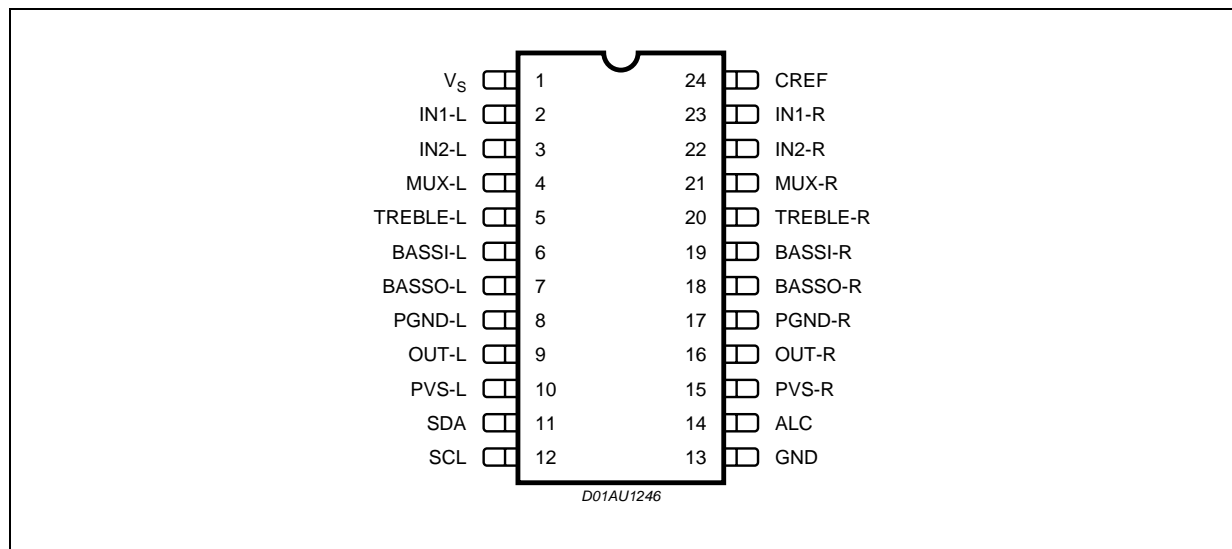 VS 1 24 CREF
IN1-L 2 23 IN1-R
IN2-L 3 22 IN2-R
MUX-L 4 21 MUX-R
TREBLE-L 5 20 TREBLE-R
BASSI-L 6 19 BASSI-R
BASSO-L 7 18 BASSO-R
PGND-L 8 17 PGND-R
OUT-L 9 16 OUT-R
PVS-L 10 15 PVS-R
SDA 11 14 ALC
SCL 12 13 GND
D01AU1246